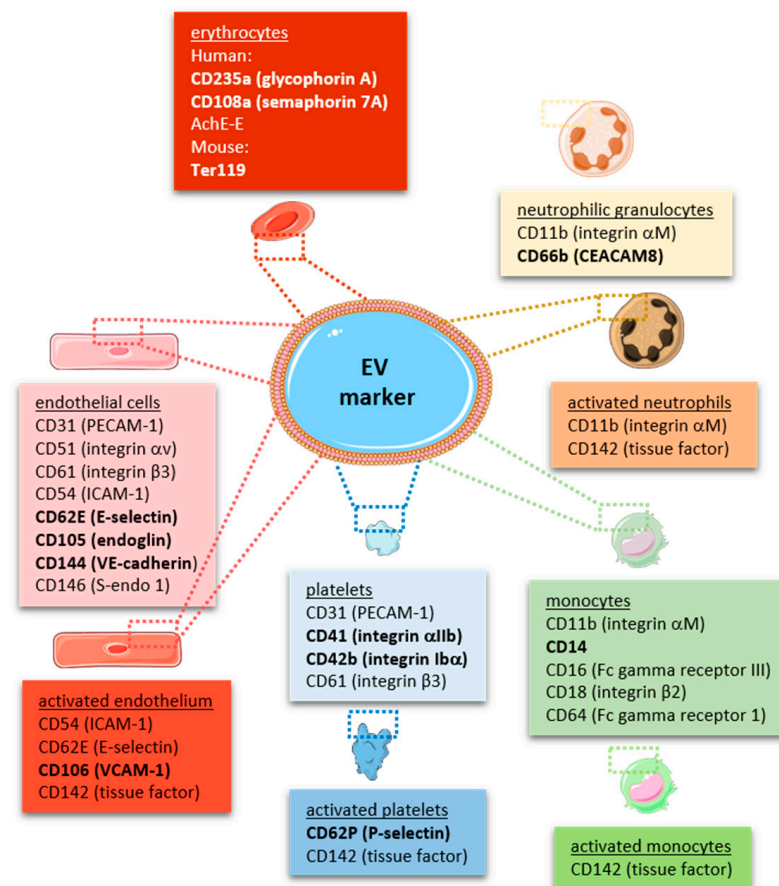 erythrocytes
Human:
CD235a (glycophorin A)
CD108a (semaphorin 7A)
AchE-E
Mouse:
Ter119
neutrophilic granulocytes
CD11b (integrin αM)
CD66b (CEACAM8)
EV
marker
endothelial cells
CD31 (PECAM-1)
CD51 (integrin αv)
CD61 (integrin β3)
CD54 (ICAM-1)
CD62E (E-selectin)
CD105 (endoglin)
CD144 (VE-cadherin)
CD146 (S-endo 1)
activated neutrophils
CD11b (integrin αM)
CD142 (tissue factor)
platelets
CD31 (PECAM-1)
CD41 (integrin αIIb)
CD42b (integrin Ibα)
CD61 (integrin β3)
monocytes
CD11b (integrin αM)
CD14
CD16 (Fc gamma receptor III)
CD18 (integrin β2)
CD64 (Fc gamma receptor 1)
activated endothelium
CD54 (ICAM-1)
CD62E (E-selectin)
CD106 (VCAM-1)
CD142 (tissue factor)
activated platelets
CD62P (P-selectin)
CD142 (tissue factor)
activated monocytes
CD142 (tissue factor)